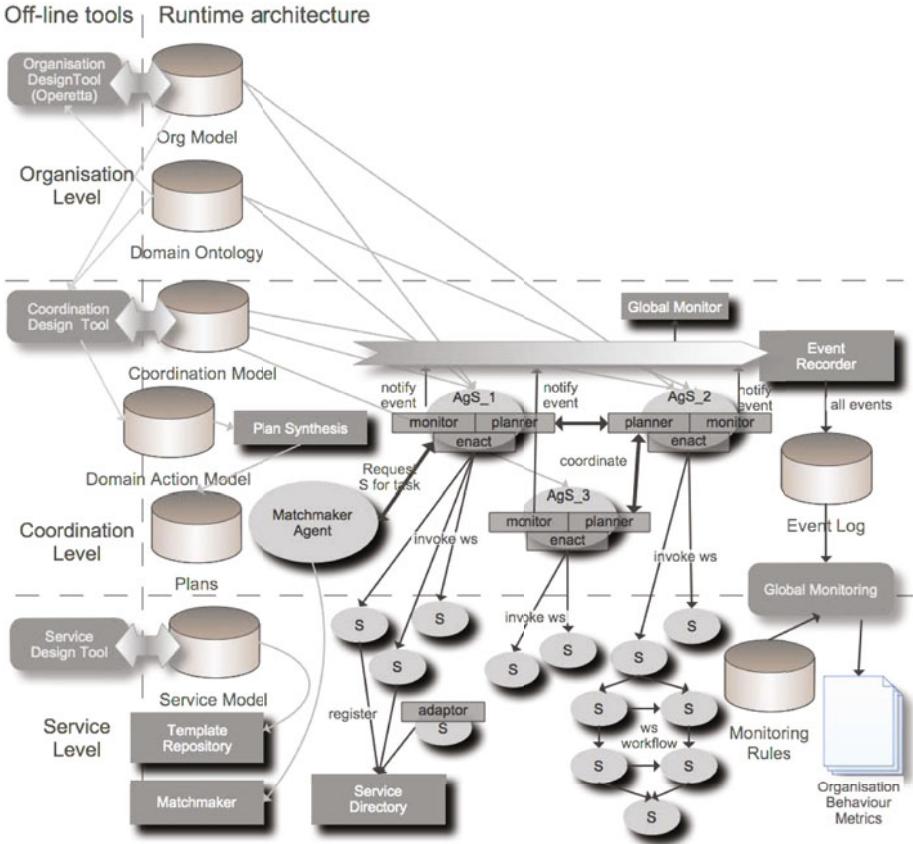 Off-line tools
Runtime architecture
Organisation
DesignTool
(Operetta)
Org Model
Organisation
Level
Domain Ontology
Coordination
Design Tool
Coordination Model
Global Monitor
Event
Recorder
notify
event
AgS_1
monitor
planner
enact
notify
event
AgS_2
planner
monitor
enact
notify
event
all events
Domain Action Model
Plan Synthesis
Request
S for task
coordinate
Matchmaker
Agent
AgS_3
monitor
planner
enact
Event Log
Coordination
Level
Plans
invoke ws
invoke ws
invoke ws
Global Monitoring
Service
Design Tool
Service Model
S
S
S
S
S
S
S
Service
Level
Template
Repository
Matchmaker
register
adaptor
S
Service
Directory
S
S
ws
workflow
S
S
S
Monitoring
Rules
Organisation
Behaviour
Metrics